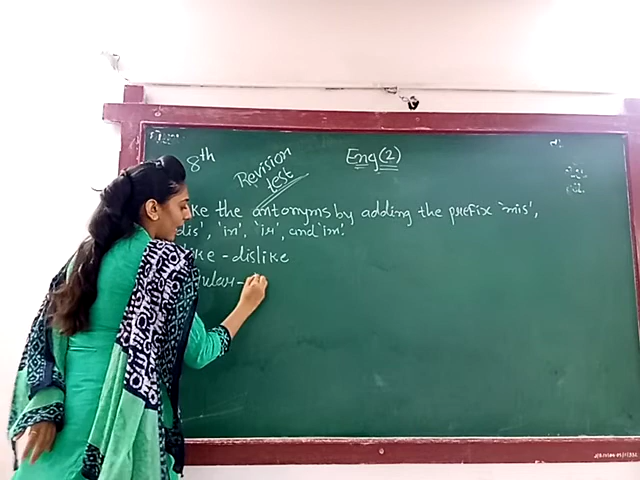 8th
Revision
test
Eng(2)
ke the antonyms by adding the prefix 'mis',
dis', 'in', 'ir', and 'im'.
ike - dislike
gular -